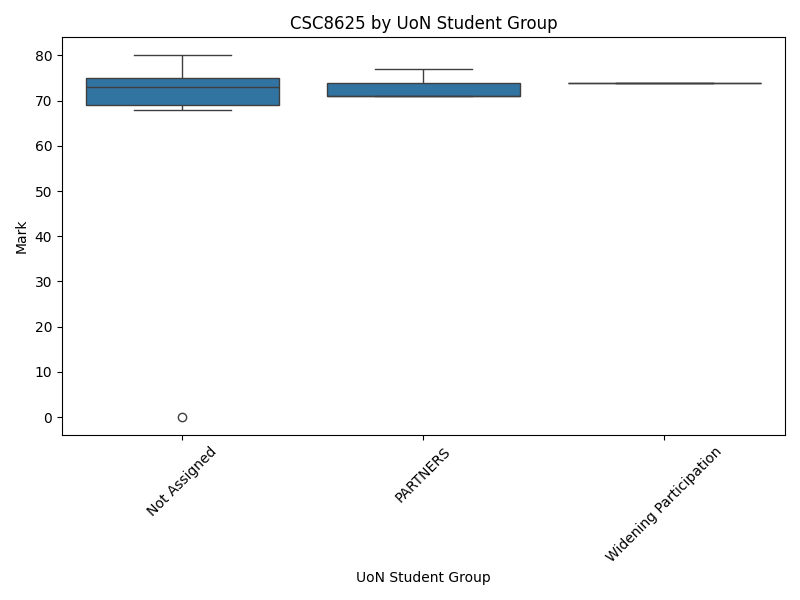 CSC8625 by UoN Student Group
Mark
80
70
60
50
40
30
20
10
0
Not Assigned
PARTNERS
Widening Participation
UoN Student Group